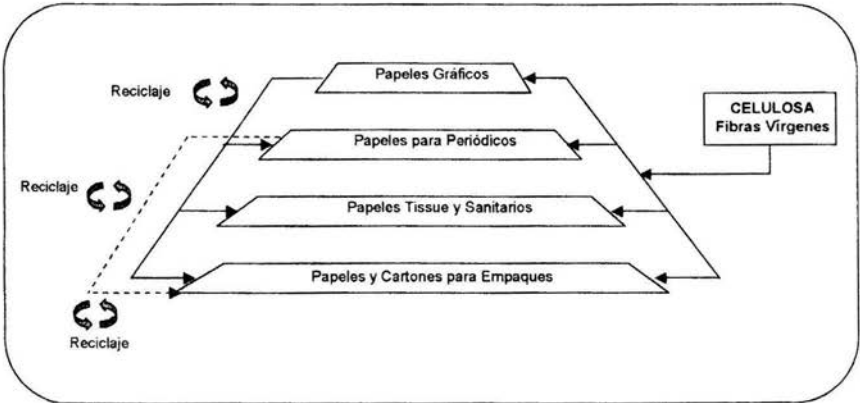 Papeles Gráficos
Reciclaje
CELULOSA
Fibras Vírgenes
Papeles para Periódicos
Reciclaje
Papeles Tissue y Sanitarios
Papeles y Cartones para Empaques
Reciclaje